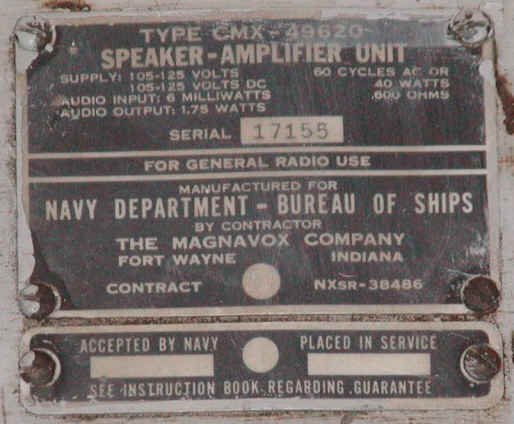 TYPE CMX-49620
SPEAKER-AMPLIFIER UNIT
SUPPLY: 105-125 VOLTS 60 CYCLES AC OR
105-125 VOLTS DC 40 WATTS
AUDIO INPUT: 6 MILLIWATTS 600 OHMS
AUDIO OUTPUT: 1.75 WATTS
SERIAL 17155
FOR GENERAL RADIO USE
MANUFACTURED FOR
NAVY DEPARTMENT - BUREAU OF SHIPS
BY CONTRACTOR
THE MAGNAVOX COMPANY
FORT WAYNE INDIANA
CONTRACT NXSR-38486
ACCEPTED BY NAVY PLACED IN SERVICE
SEE INSTRUCTION BOOK REGARDING GUARANTEE